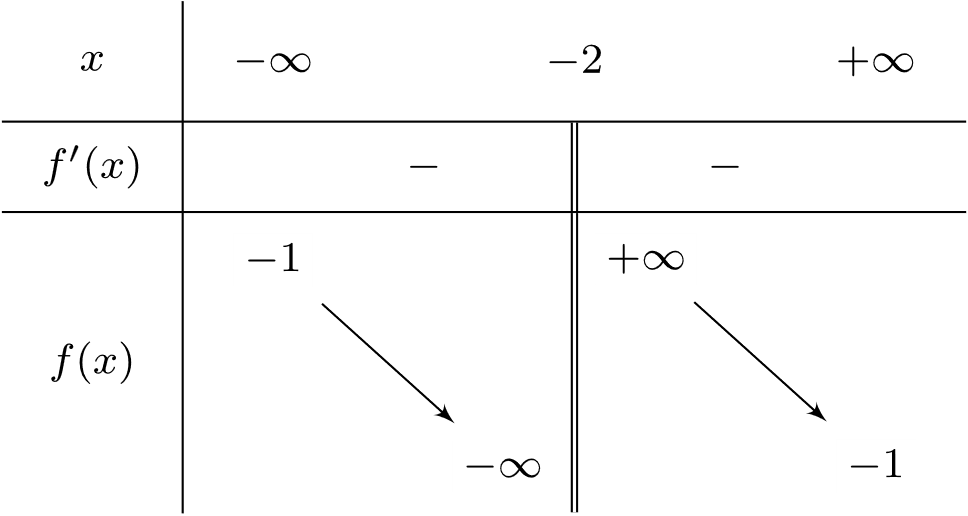 x −∞ −2 +∞
f′(x) − −
−1 +∞
f(x)
−∞ −1